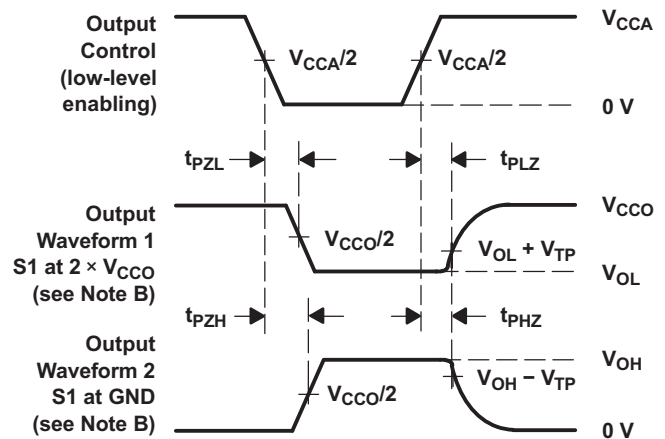 Output
Control
(low-level
enabling)
V_CCA/2
V_CCA/2
V_CCA
0 V
t_PZL
t_PLZ
Output
Waveform 1
S1 at 2 × V_CCO
(see Note B)
V_CCO/2
V_CCO
V_OL + V_TP
V_OL
t_PZH
t_PHZ
Output
Waveform 2
S1 at GND
(see Note B)
V_CCO/2
V_OH
V_OH − V_TP
0 V